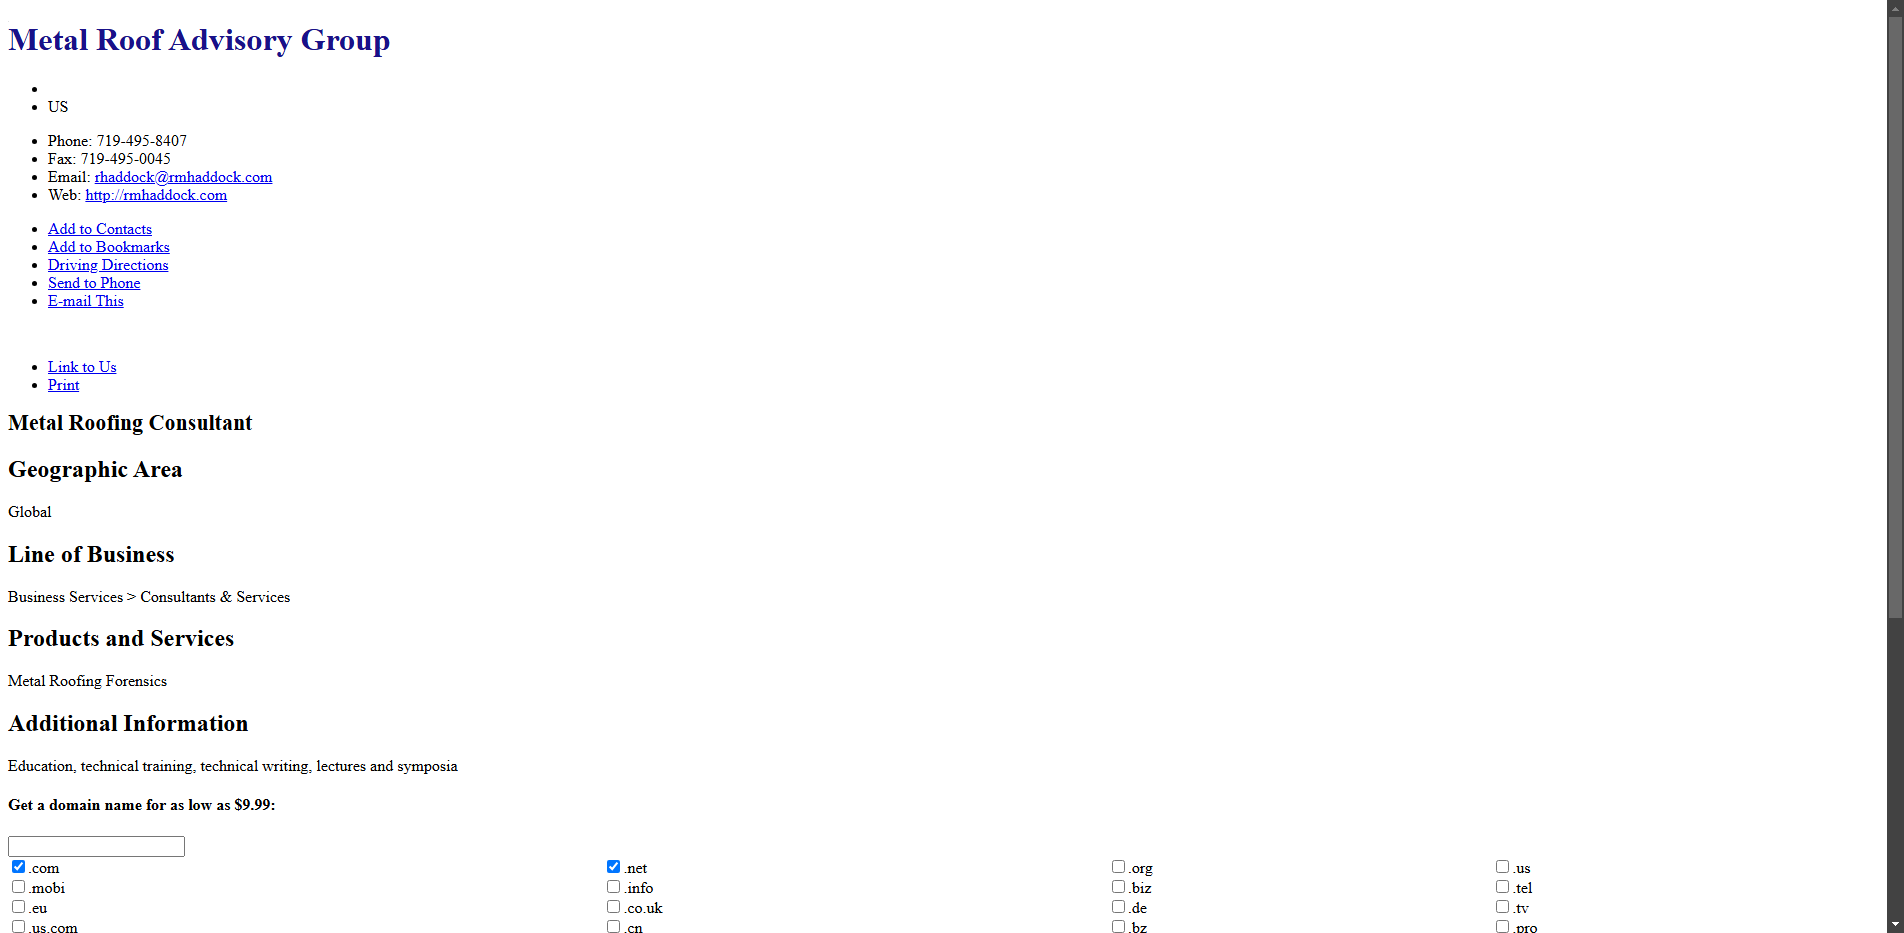 Metal Roof Advisory Group
US
Phone: 719-495-8407
Fax: 719-495-0045
Email: rhaddock@rmhaddock.com
Web: http://rmhaddock.com
Add to Contacts
Add to Bookmarks
Driving Directions
Send to Phone
E-mail This
Link to Us
Print
Metal Roofing Consultant
Geographic Area
Global
Line of Business
Business Services > Consultants & Services
Products and Services
Metal Roofing Forensics
Additional Information
Education, technical training, technical writing, lectures and symposia
Get a domain name for as low as $9.99:
.com .net .org .us
.mobi .info .biz .tel
.eu .co.uk .de .tv
.us.com .cn .bz .pro